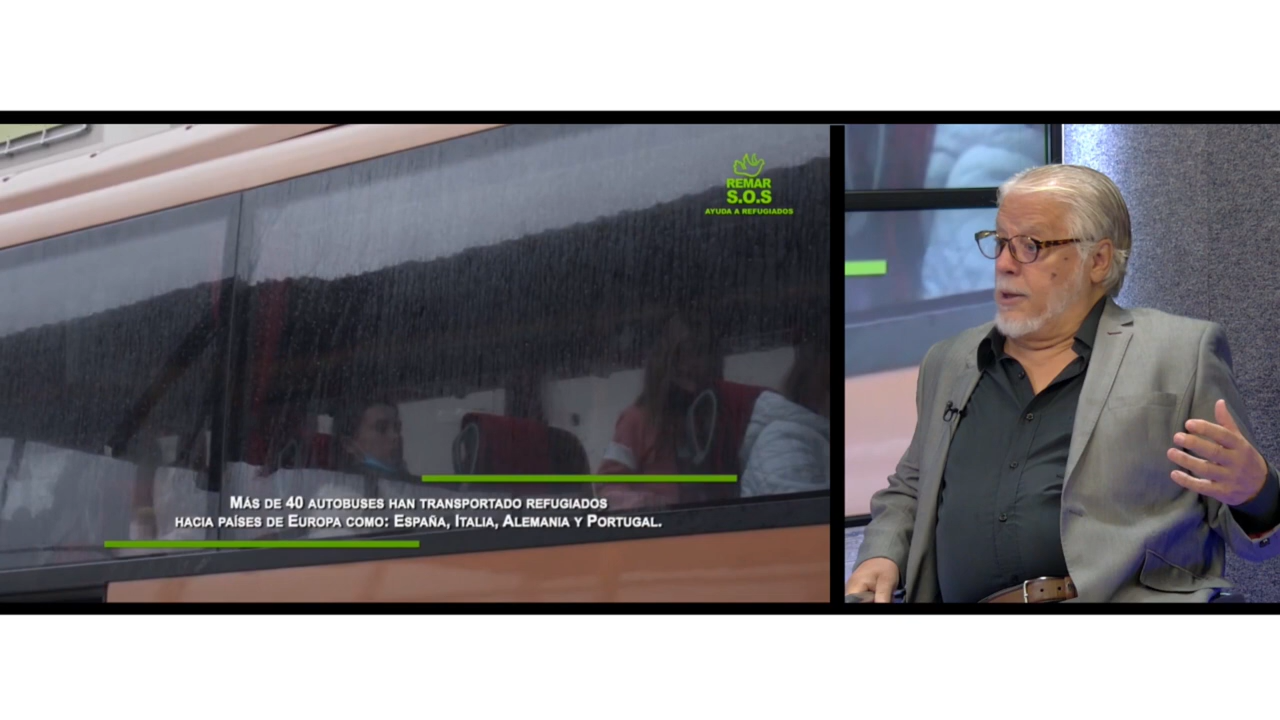 REMAR
S.O.S
AYUDA A REFUGIADOS
MÁS DE 40 AUTOBUSES HAN TRANSPORTADO REFUGIADOS
HACIA PAÍSES DE EUROPA COMO: ESPAÑA, ITALIA, ALEMANIA Y PORTUGAL.